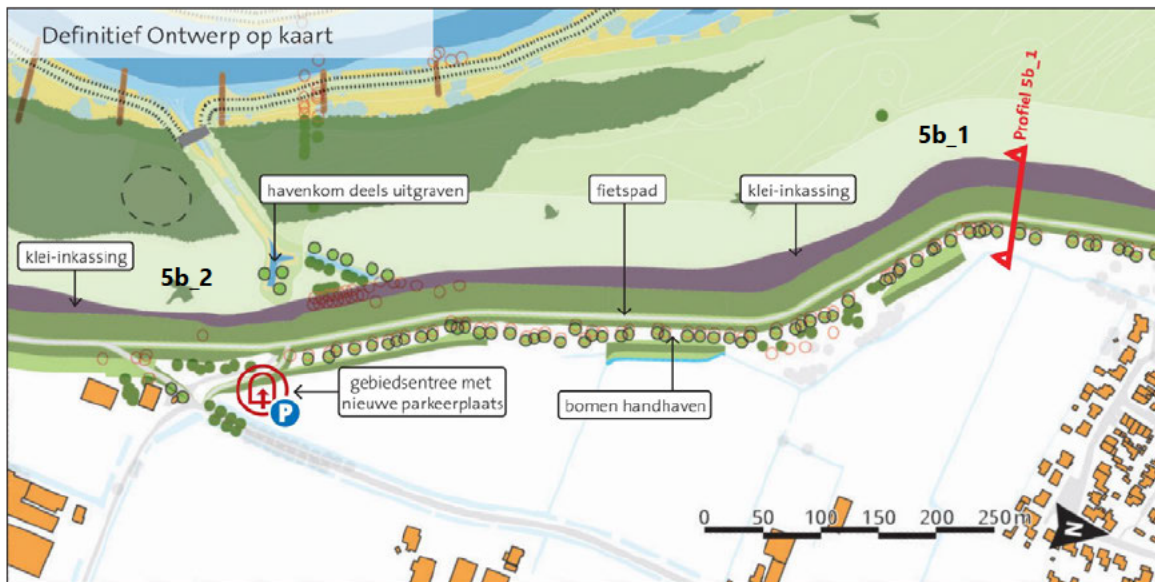 Definitief Ontwerp op kaart
5b_1
Profiel 5b_1
havenkom deels uitgraven
fietspad
klei-inkassing
klei-inkassing
5b_2
gebiedsentree met
nieuwe parkeerplaats
P
bomen handhaven
0 50 100 150 200 250m
N